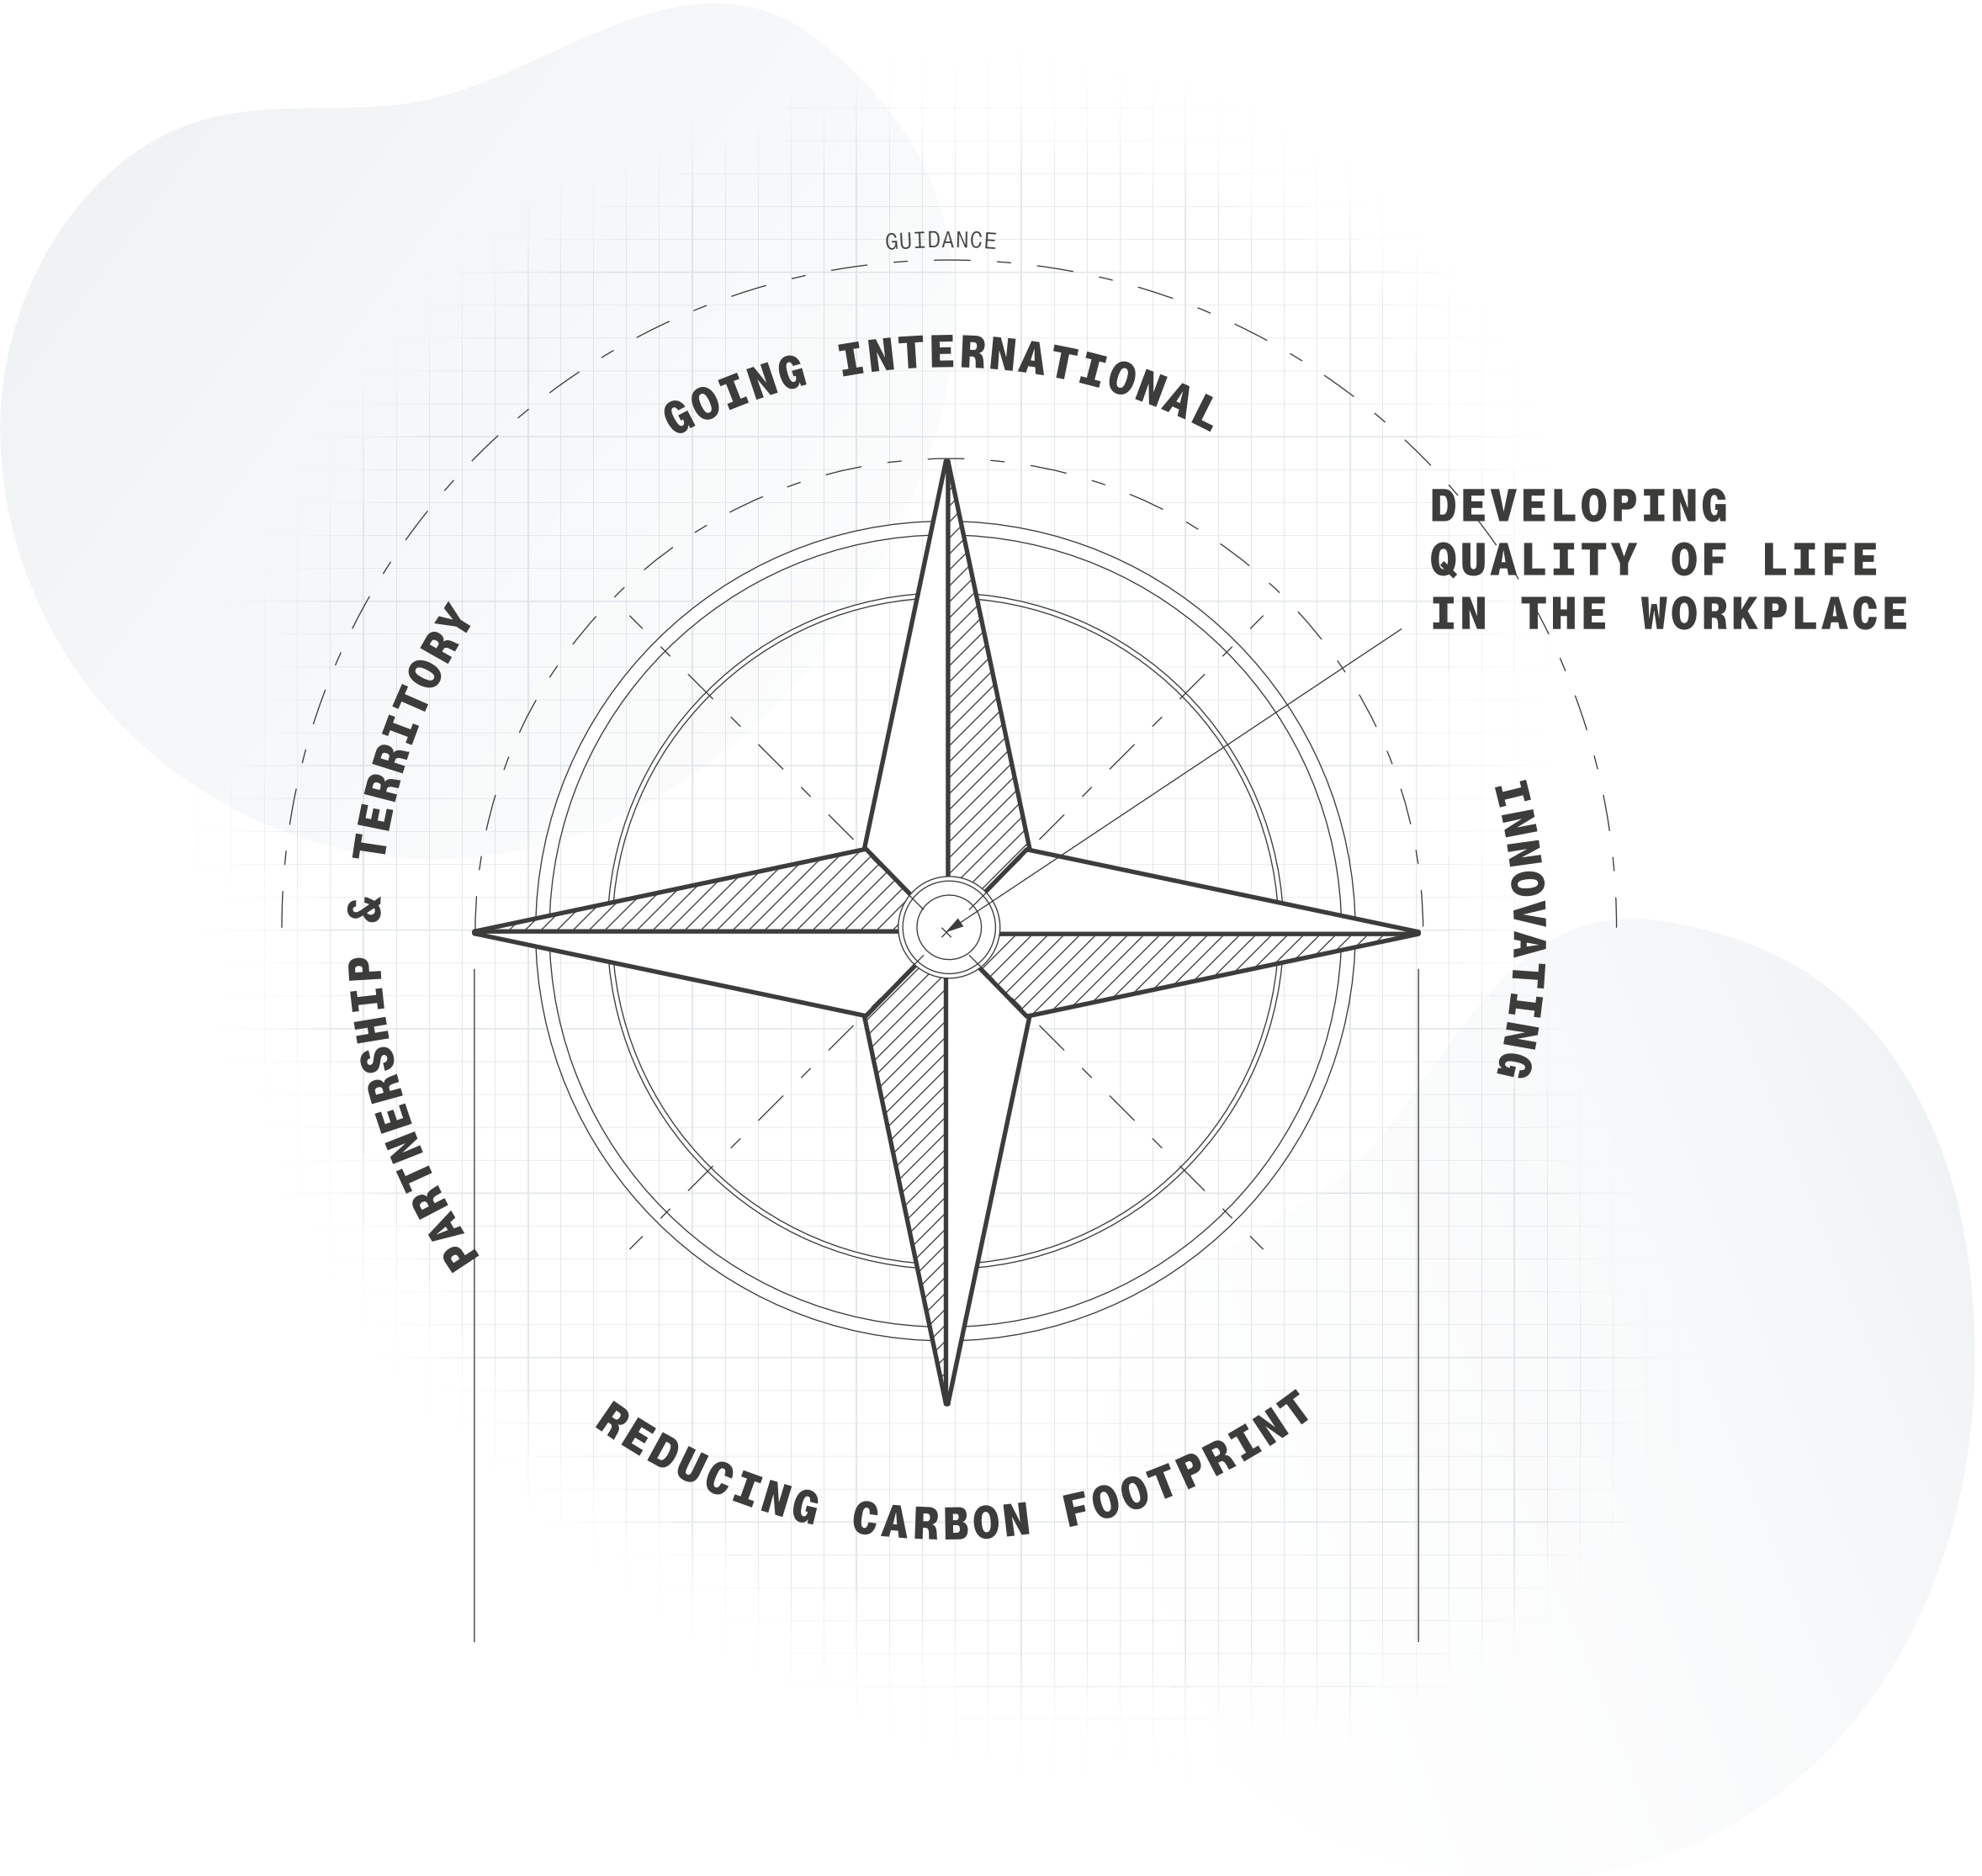 GUIDANCE
GOING INTERNATIONAL
DEVELOPING
QUALITY OF LIFE
IN THE WORKPLACE
PARTNERSHIP & TERRITORY
INNOVATING
REDUCING CARBON FOOTPRINT